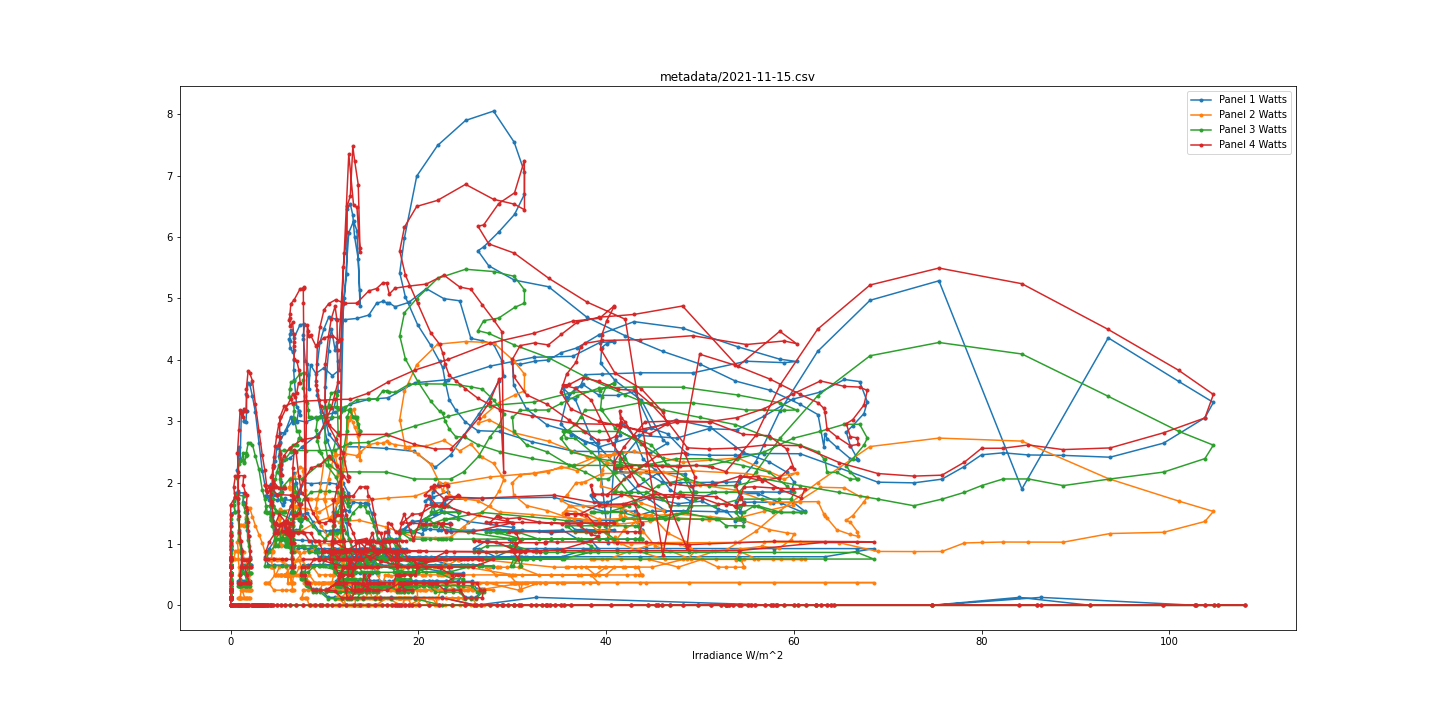 metadata/2021-11-15.csv
Panel 1 Watts
Panel 2 Watts
Panel 3 Watts
Panel 4 Watts
8
7
6
5
4
3
2
1
0
0 20 40 60 80 100
Irradiance W/m^2